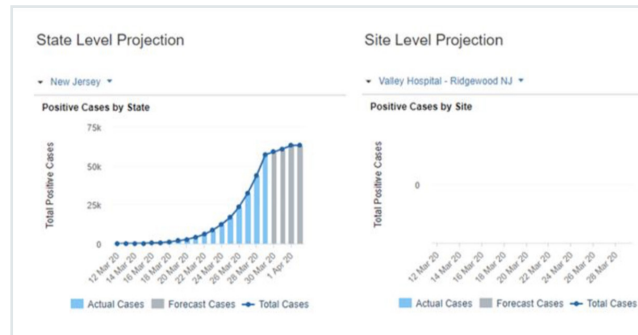 State Level Projection
New Jersey
Positive Cases by State
Total Positive Cases
75k
50k
25k
0
12 Mar 20
14 Mar 20
16 Mar 20
18 Mar 20
20 Mar 20
22 Mar 20
24 Mar 20
26 Mar 20
28 Mar 20
30 Mar 20
1 Apr 20
Actual Cases Forecast Cases Total Cases
Site Level Projection
Valley Hospital - Ridgewood NJ
Positive Cases by Site
Total Positive Cases
0
12 Mar 20
14 Mar 20
16 Mar 20
18 Mar 20
20 Mar 20
22 Mar 20
24 Mar 20
26 Mar 20
28 Mar 20
Actual Cases Forecast Cases Total Cases